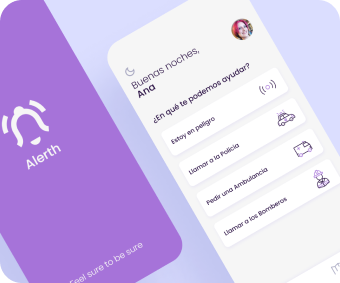 Alerth
Feel sure to be sure
Buenas noches,
Ana
¿En qué te podemos ayudar?
Estoy en peligro
Llamar a la Policía
Pedir una Ambulancia
Llamar a los Bomberos